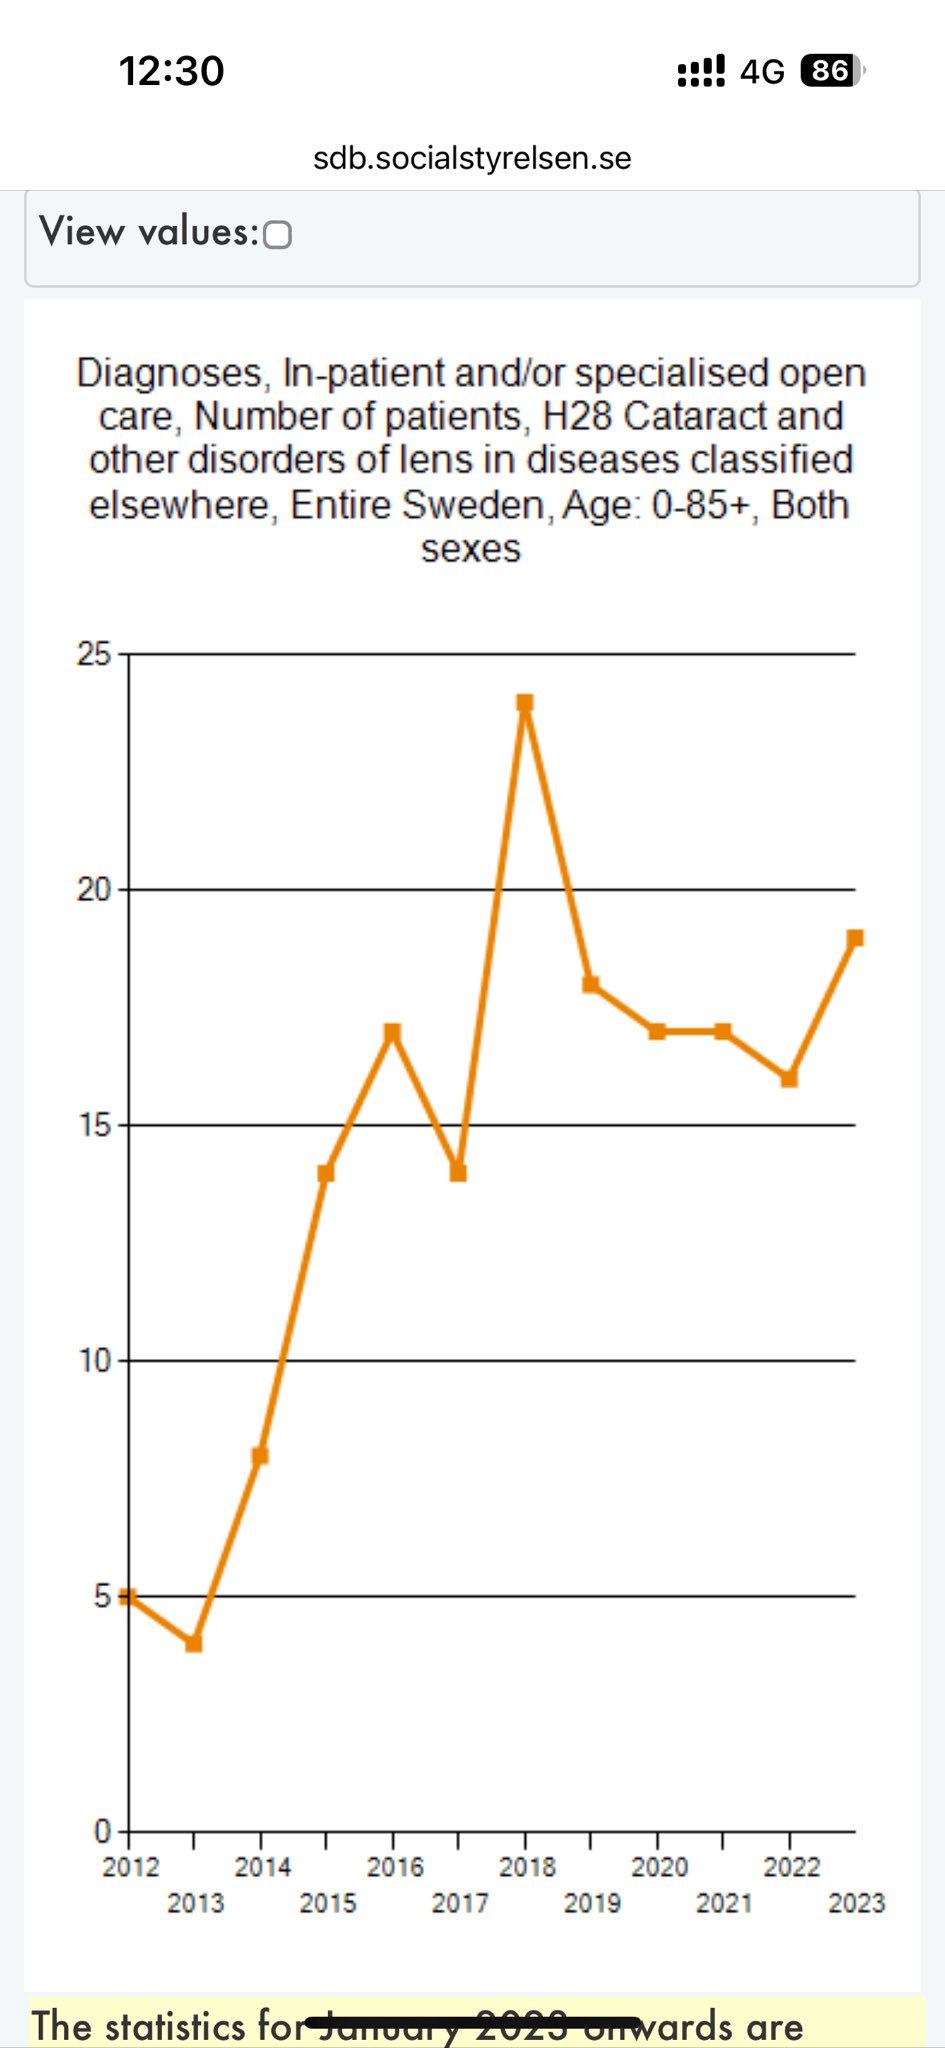 12:30
4G 86
sdb.socialstyrelsen.se
View values:
Diagnoses, In-patient and/or specialised open
care, Number of patients, H28 Cataract and
other disorders of lens in diseases classified
elsewhere, Entire Sweden, Age: 0-85+, Both
sexes
25
20
15
10
5
0
2012 2014 2016 2018 2020 2022
2013 2015 2017 2019 2021 2023
The statistics for January 2023 onwards are